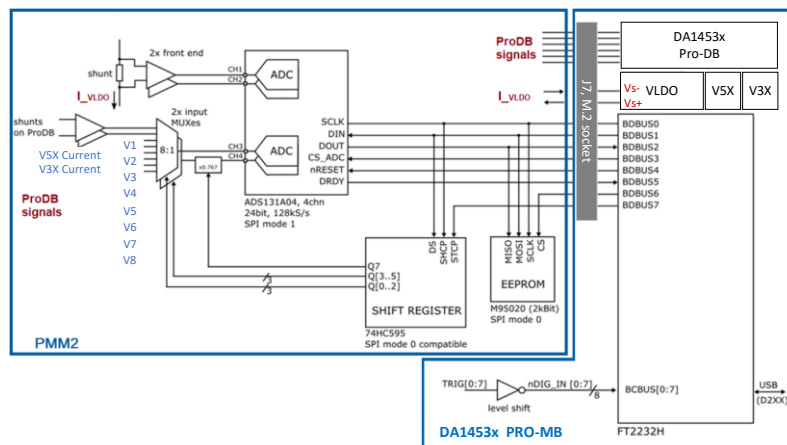 2x front end
shunt
I_VLDO
CH1
CH2
ADC
ProDB
signals
I_VLDO
J7, M.2 socket
DA1453x
Pro-DB
Vs-
Vs+
VLDO
V5X
V3X
shunts
on ProDB
2x input
MUXes
8:1
V5X Current
V3X Current
V1
V2
V3
V4
V5
V6
V7
V8
x0.767
CH3
CH4
ADC
ProDB
signals
SCLK
DIN
DOUT
CS_ADC
nRESET
DRDY
ADS131A04, 4chn
24bit, 128kS/s
SPI mode 1
BDBUS0
BDBUS1
BDBUS2
BDBUS3
BDBUS4
BDBUS5
BDBUS6
BDBUS7
DS
SHCP
STCP
Q7
Q[3..5]
Q[0..2]
3
3
SHIFT REGISTER
74HC595
SPI mode 0 compatible
MISO
MOSI
SCLK
CS
EEPROM
M95020 (2kBit)
SPI mode 0
PMM2
TRIG[0:7]
level shift
nDIG_IN [0:7]
8
BCBUS[0:7]
USB
(D2XX)
FT2232H
DA1453x PRO-MB